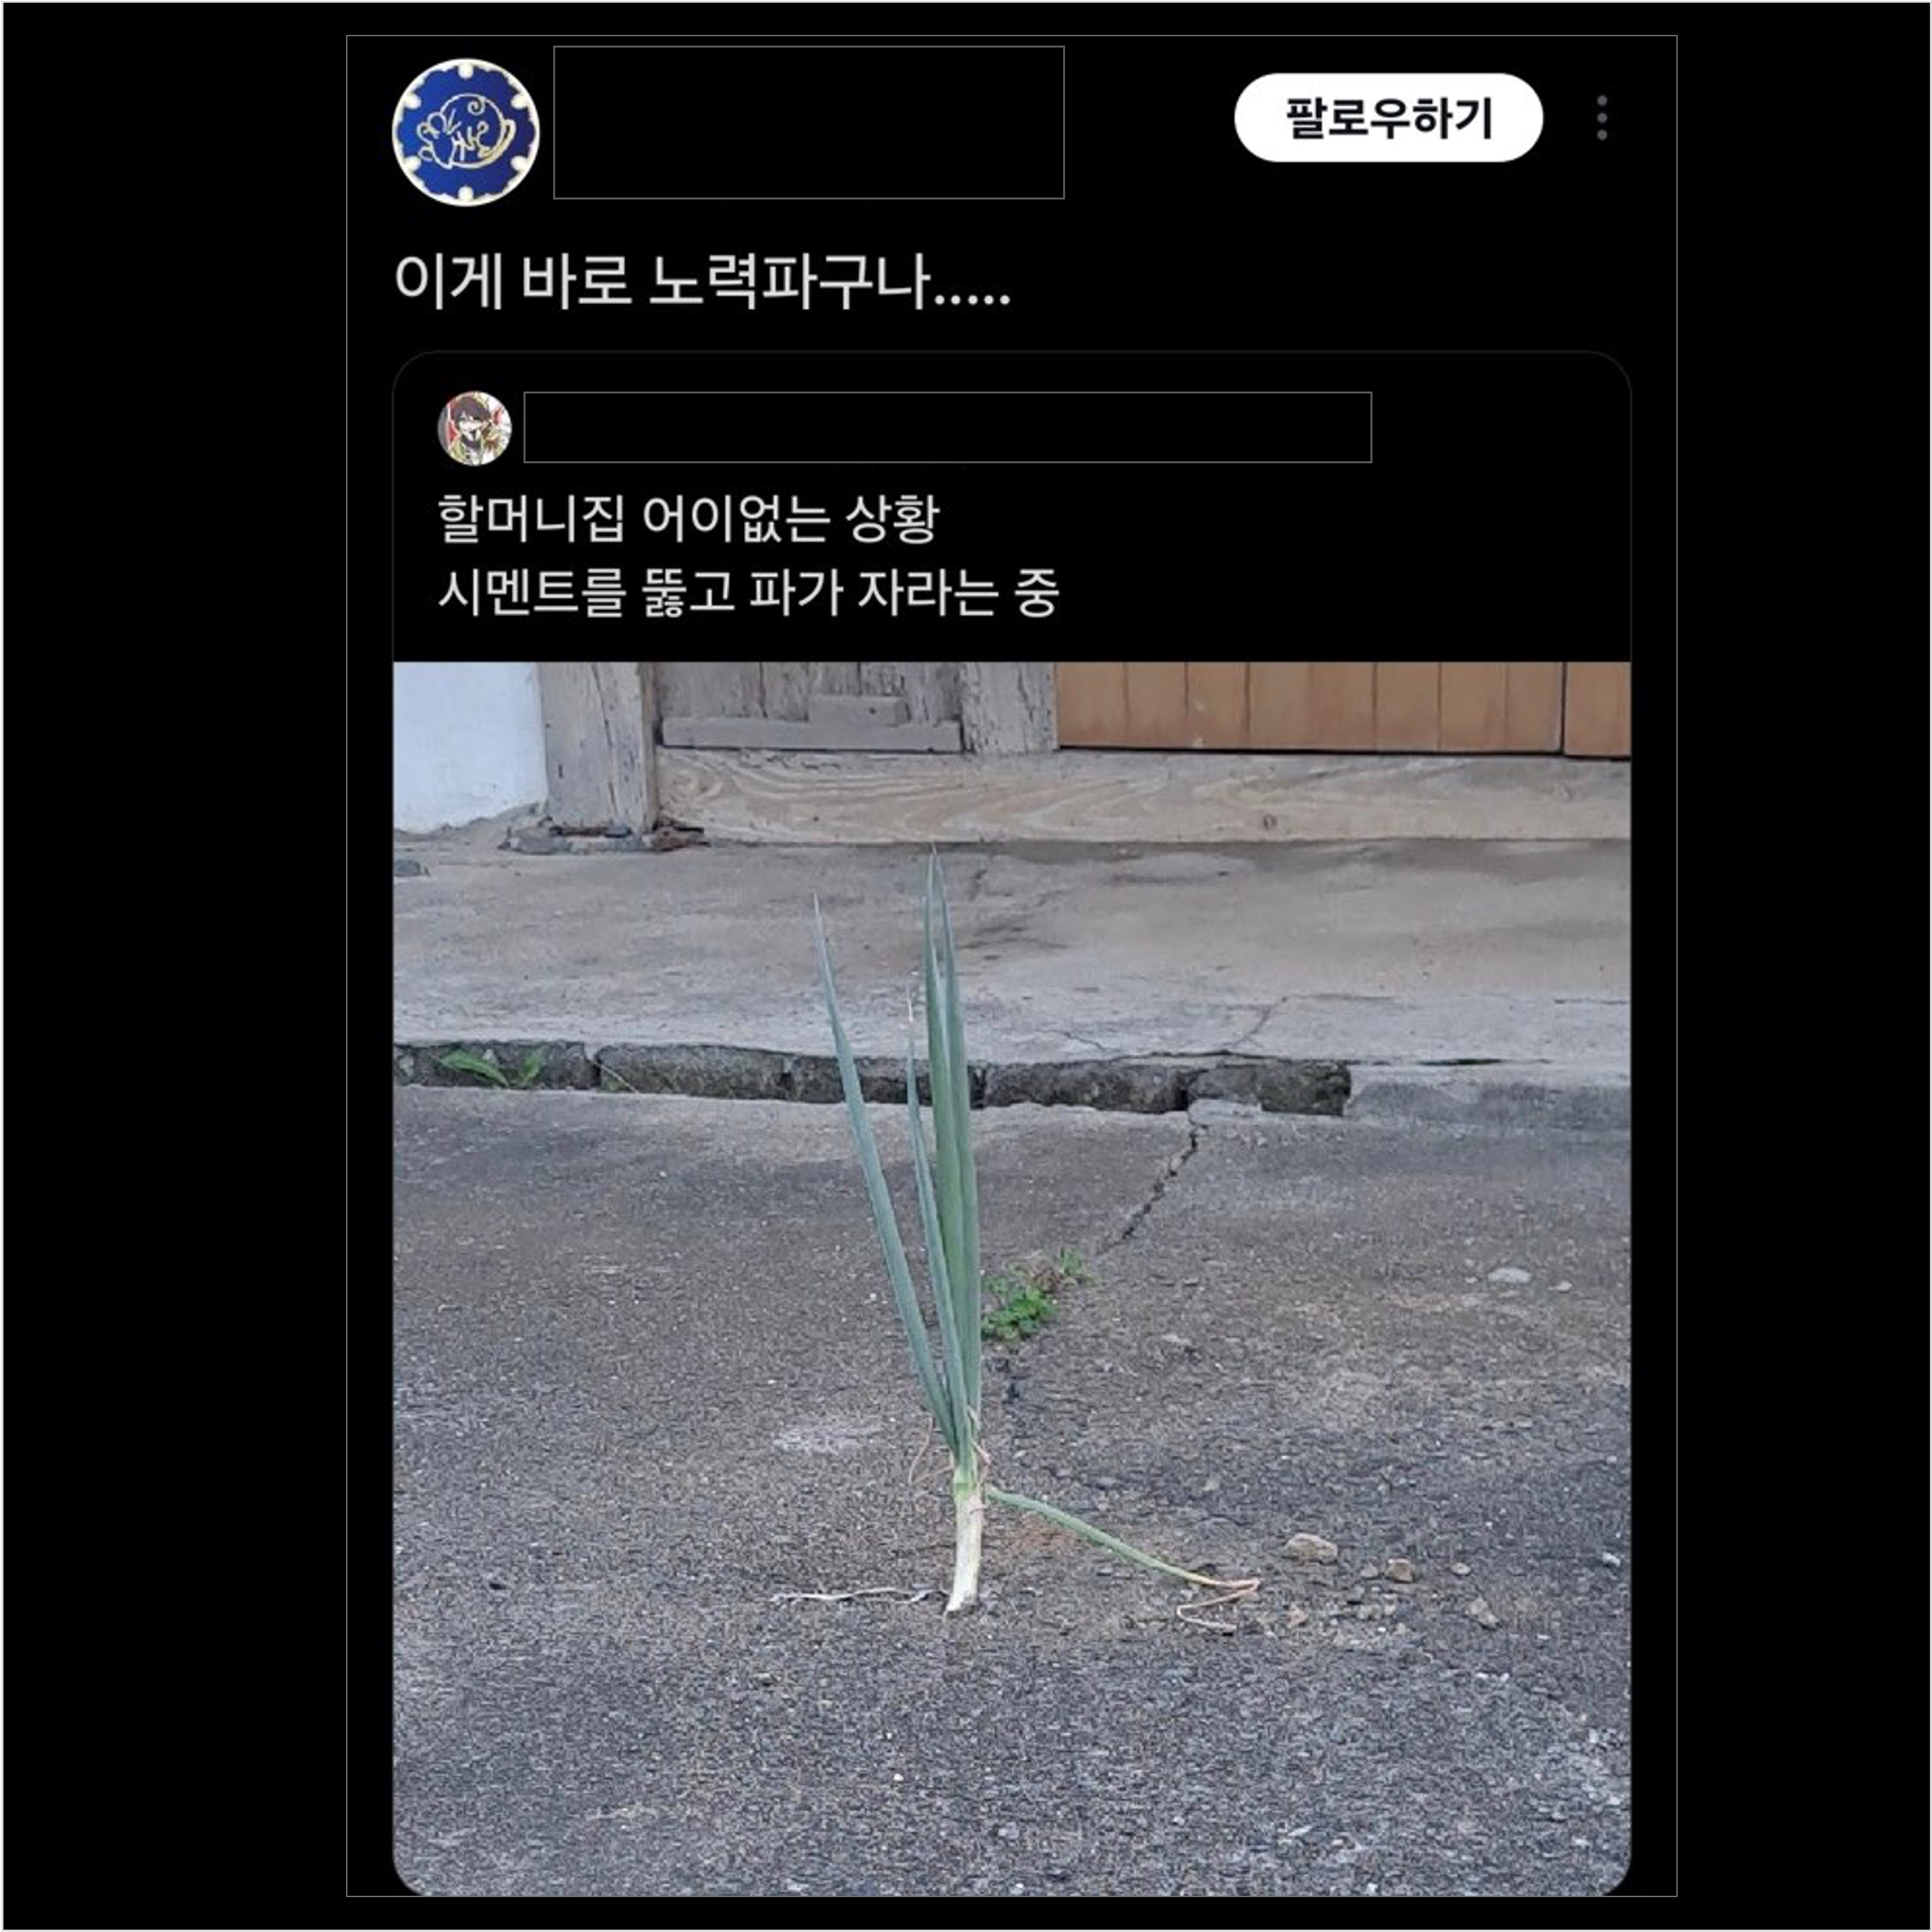 팔로우하기
이게 바로 노력파구나.....
할머니집 어이없는 상황
시멘트를 뚫고 파가 자라는 중